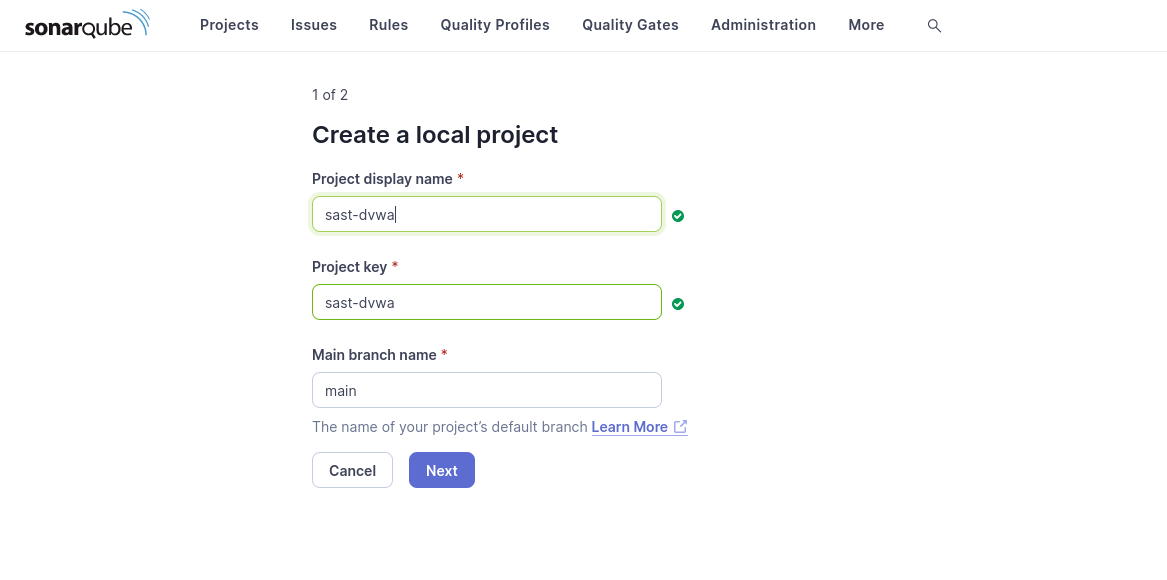 sonarqube Projects Issues Rules Quality Profiles Quality Gates Administration More
1 of 2
Create a local project
Project display name *
sast-dvwa
Project key *
sast-dvwa
Main branch name *
main
The name of your project's default branch Learn More
Cancel Next